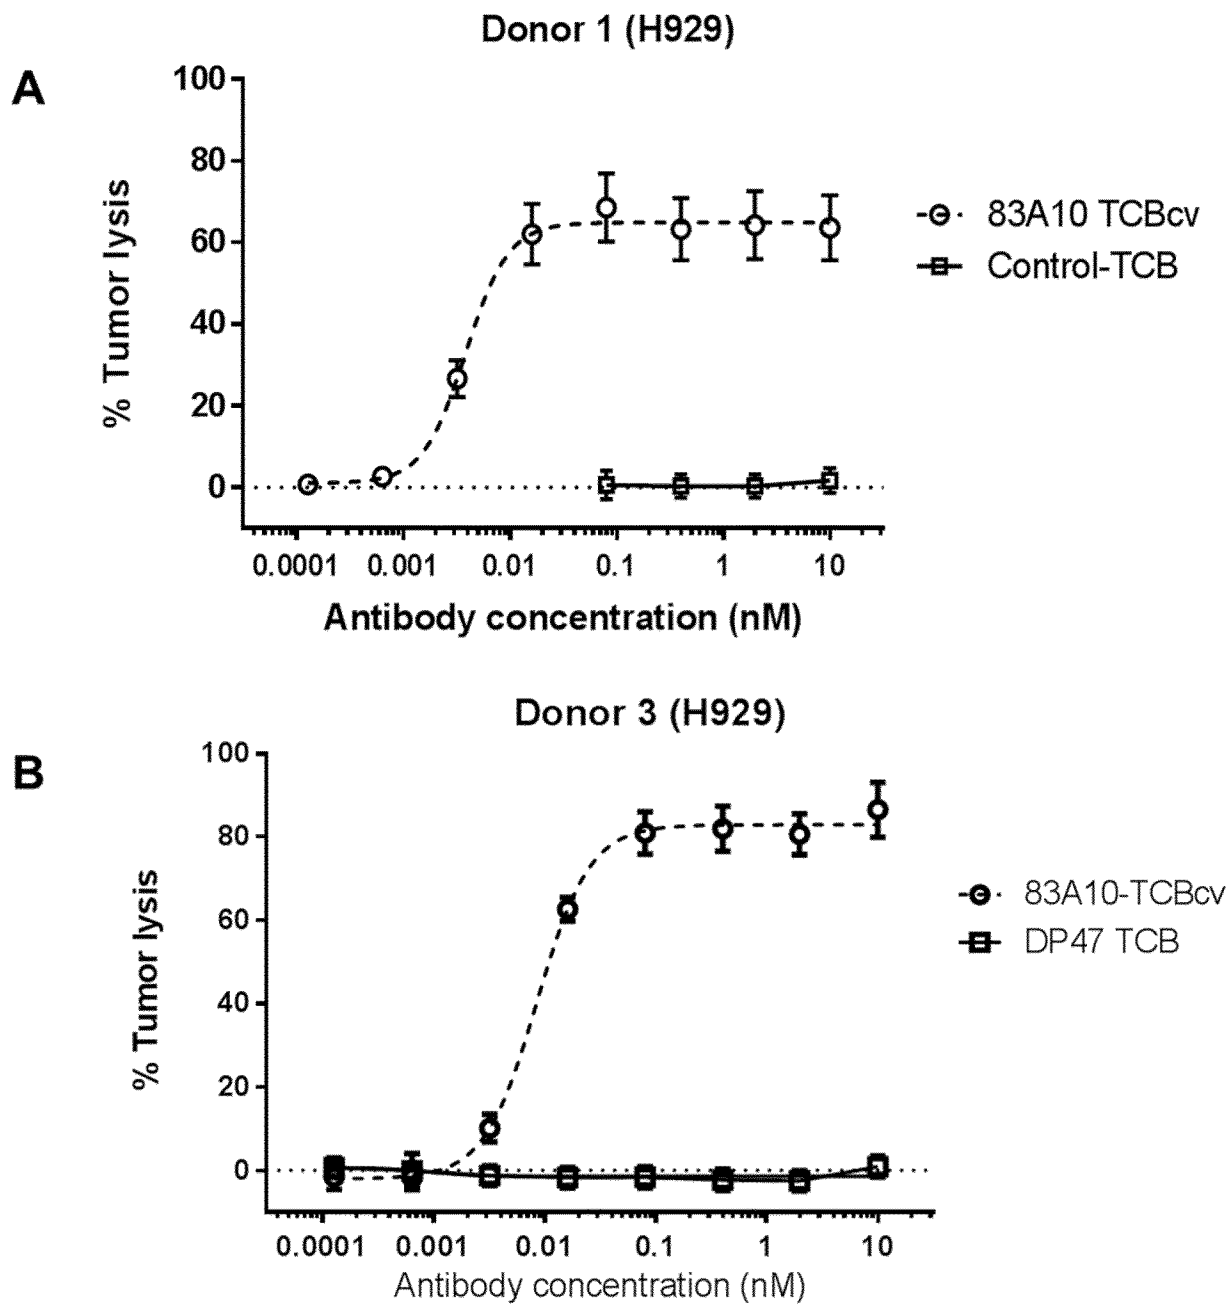 Donor 1 (H929)
A
100
80
60
40
20
0
% Tumor lysis
83A10 TCBcv
Control-TCB
0.0001 0.001 0.01 0.1 1 10
Antibody concentration (nM)
Donor 3 (H929)
B
100
80
60
40
20
0
% Tumor lysis
83A10-TCBcv
DP47 TCB
0.0001 0.001 0.01 0.1 1 10
Antibody concentration (nM)